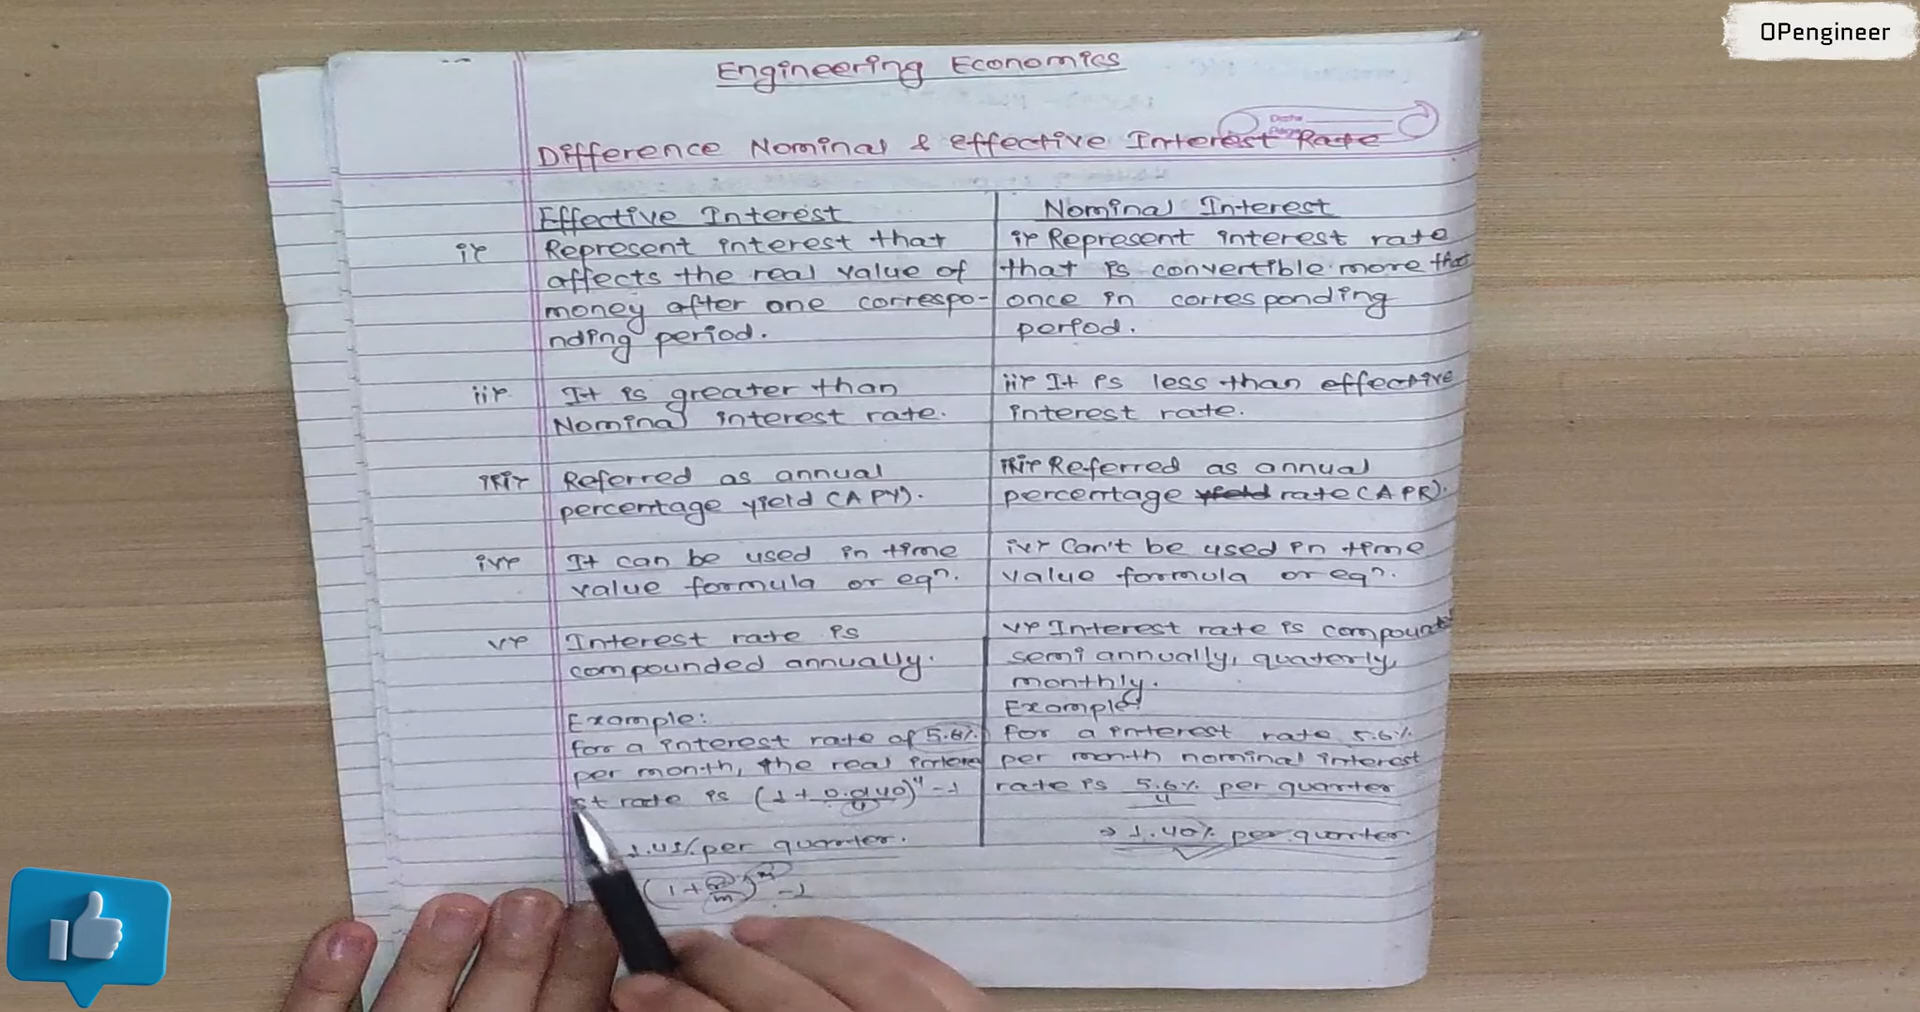 OPengineer
Engineering Economics
Difference Nominal & effective Interest Rate
Effective Interest
Nominal Interest
i
Represent interest that
affects the real value of
money after one correspo-
nding period.
i Represent interest rate
that is convertible more that
once in corresponding
period.
ii
It is greater than
Nominal interest rate.
ii It is less than effective
interest rate.
iii
Referred as annual
percentage yield (APY).
iii Referred as annual
percentage rate (APR).
iv
It can be used in time
value formula or eqn.
iv Can't be used in time
value formula or eqn.
v
Interest rate is
compounded annually.
v Interest rate is compound
semi annually, quaterly,
monthly.
Example:
for a interest rate of 5.6%
per month, the real intere
st rate is
per quarter.
(1+ m)m -1
Example:
for a interest rate 5.6%
per month nominal interest
rate is 5.6%/4 per quarter
⇒ 1.40% per quarter.